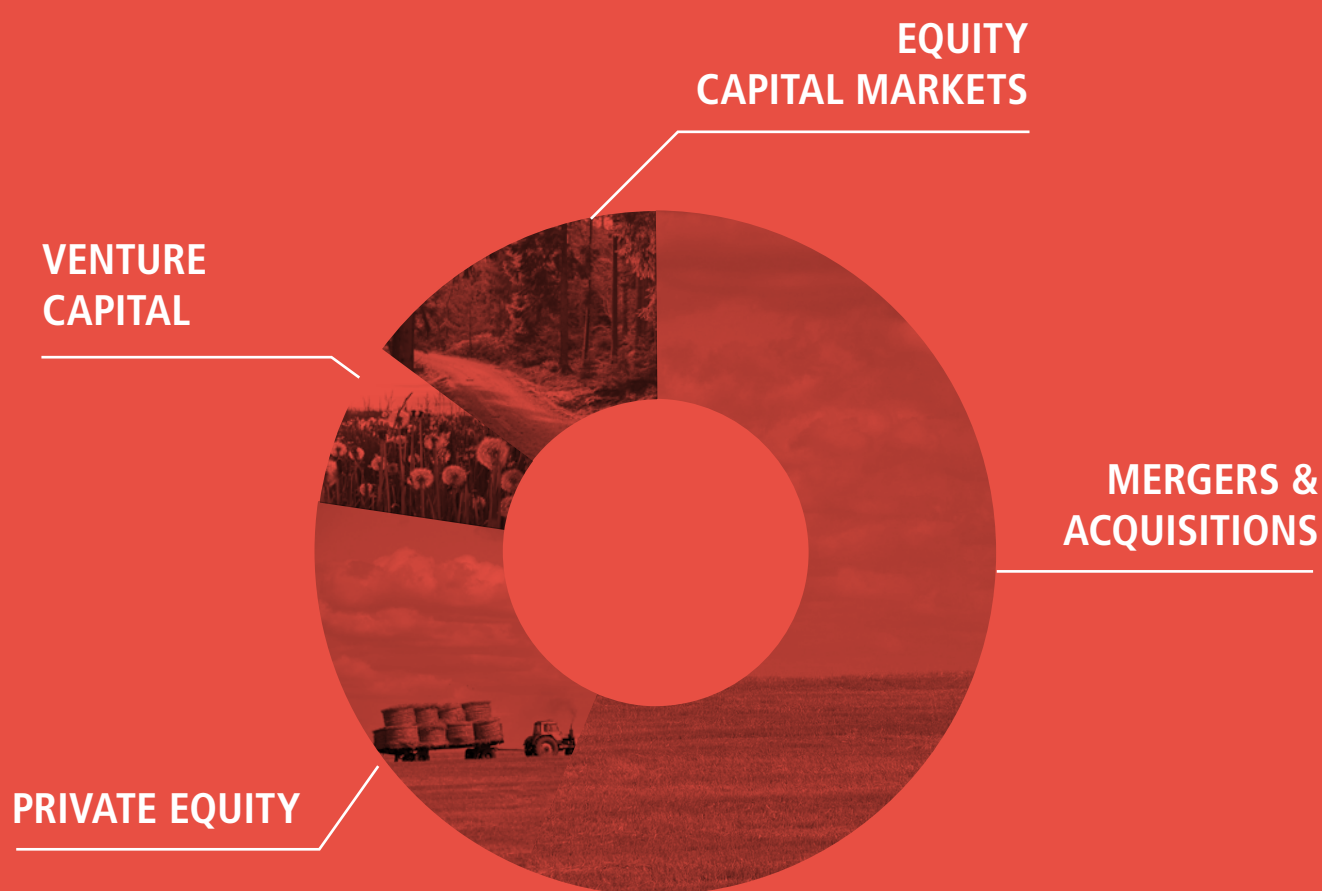 EQUITY
CAPITAL MARKETS
VENTURE
CAPITAL
MERGERS &
ACQUISITIONS
PRIVATE EQUITY